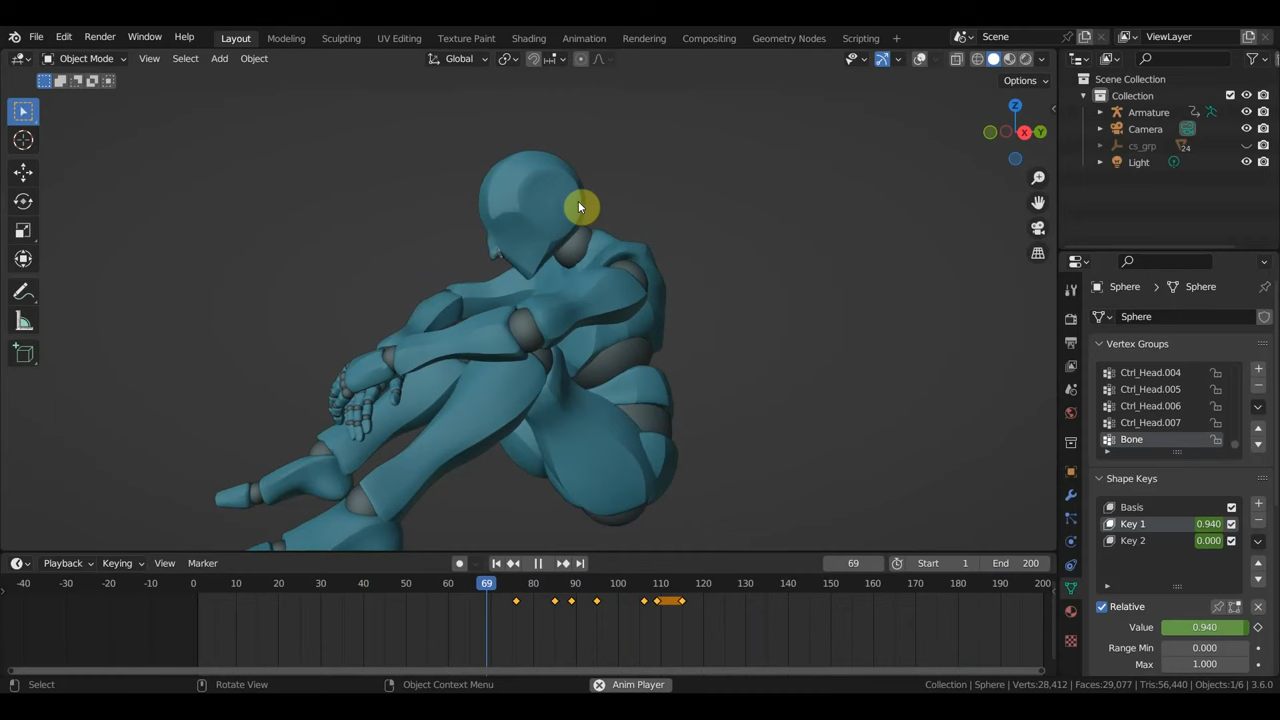 File Edit Render Window Help Layout Modeling Sculpting UV Editing Texture Paint Shading Animation Rendering Compositing Geometry Nodes Scripting + Scene ViewLayer
Object Mode View Select Add Object Global
Options
Scene Collection
Collection
Armature
Camera
cs_grp 24
Light
Z
X Y
Sphere > Sphere
Sphere
Vertex Groups
Ctrl_Head.004
Ctrl_Head.005
Ctrl_Head.006
Ctrl_Head.007
Bone
Shape Keys
Basis
Key 1 0.940
Key 2 0.000
Relative
Value 0.940
Range Min 0.000
Max 1.000
Playback Keying View Marker 69 Start 1 End 200
-40 -30 -20 -10 0 10 20 30 40 50 60 69 80 90 100 110 120 130 140 150 160 170 180 190 200
Select Rotate View Object Context Menu Anim Player Collection | Sphere | Verts:28,412 | Faces:29,077 | Tris:56,440 | Objects:1/6 | 3.6.0